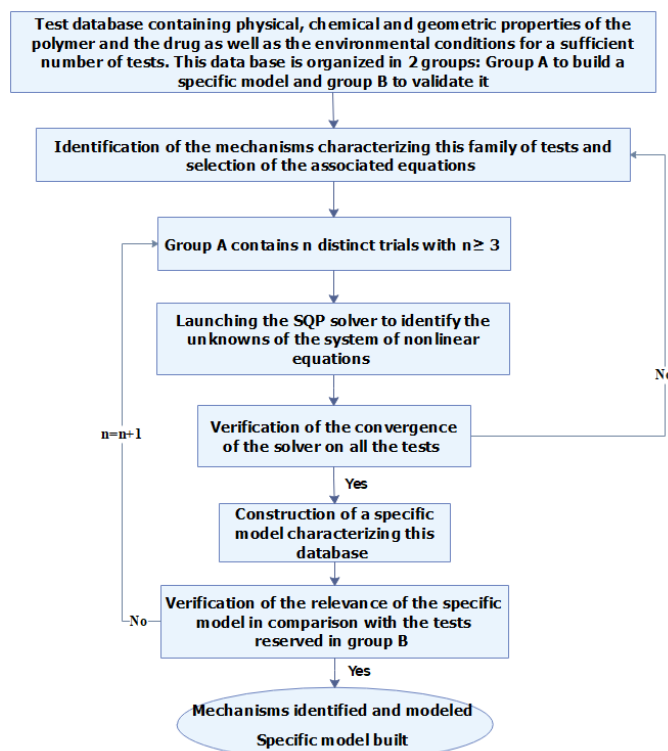 Test database containing physical, chemical and geometric properties of the
polymer and the drug as well as the environmental conditions for a sufficient
number of tests. This data base is organized in 2 groups: Group A to build a
specific model and group B to validate it
Identification of the mechanisms characterizing this family of tests and
selection of the associated equations
Group A contains n distinct trials with n≥ 3
Launching the SQP solver to identify the
unknowns of the system of nonlinear
equations
No
n=n+1
Verification of the convergence
of the solver on all the tests
Yes
Construction of a specific
model characterizing this
database
Verification of the relevance of the specific
model in comparison with the tests
reserved in group B
No
Yes
Mechanisms identified and modeled
Specific model built